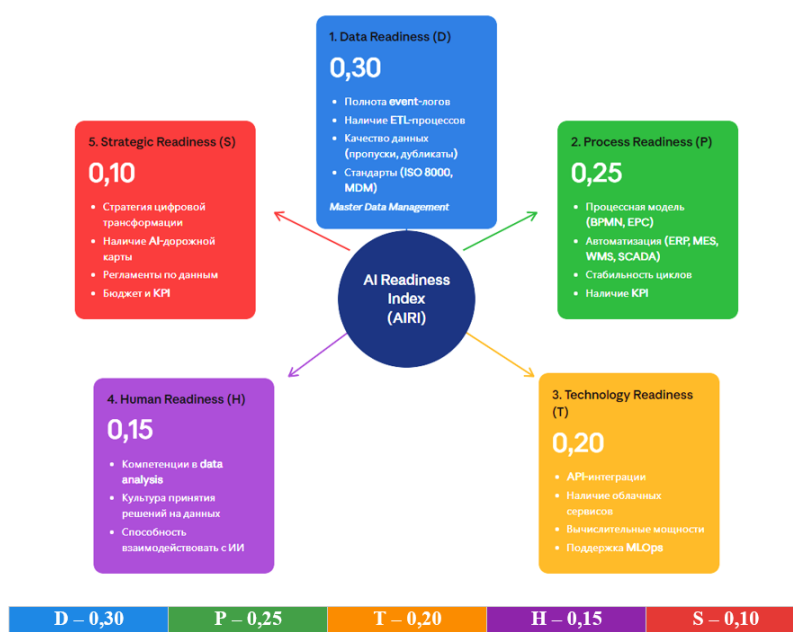 1. Data Readiness (D)
0,30
• Полнота event-логов
• Наличие ETL-процессов
• Качество данных
(пропуски, дубликаты)
• Стандарты (ISO 8000,
MDM)
Master Data Management
2. Process Readiness (P)
0,25
• Процессная модель
(BPMN, EPC)
• Автоматизация (ERP, MES,
WMS, SCADA)
• Стабильность циклов
• Наличие KPI
3. Technology Readiness
(T)
0,20
• API-интеграции
• Наличие облачных
сервисов
• Вычислительные мощности
• Поддержка MLOps
4. Human Readiness (H)
0,15
• Компетенции в data
analysis
• Культура принятия
решений на данных
• Способность
взаимодействовать с ИИ
5. Strategic Readiness (S)
0,10
• Стратегия цифровой
трансформации
• Наличие AI-дорожной
карты
• Регламенты по данным
• Бюджет и KPI
AI Readiness
Index
(AIRI)
D – 0,30 P – 0,25 T – 0,20 H – 0,15 S – 0,10